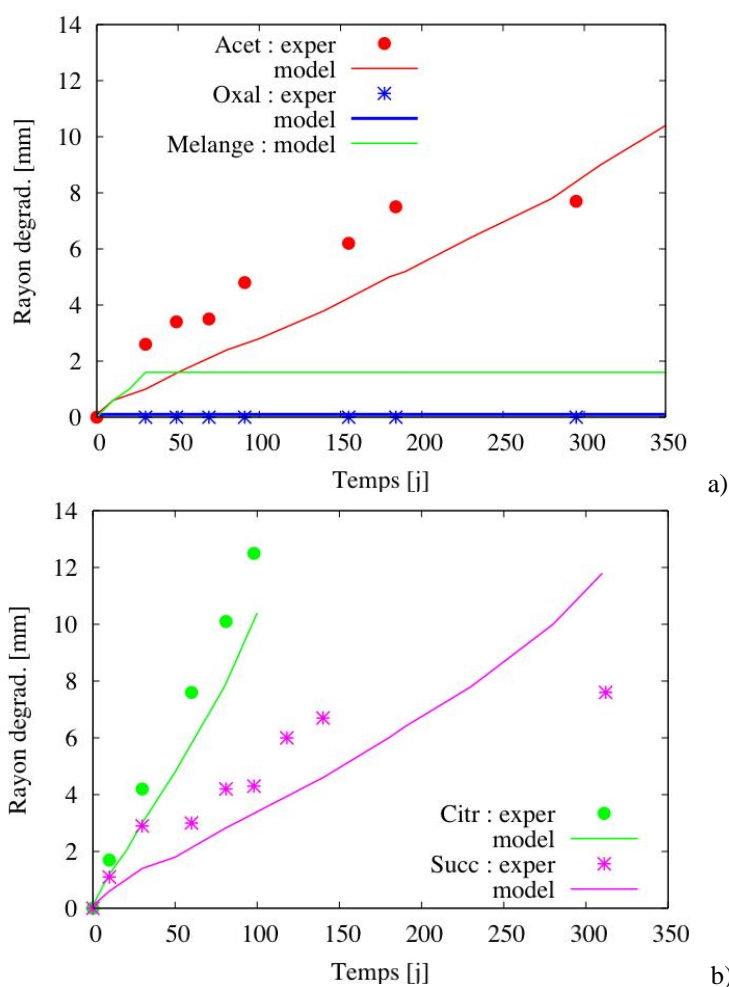 14
12
10
8
6
4
2
0
Rayon degrad. [mm]
Acet : exper
model
Oxal : exper
model
Melange : model
0 50 100 150 200 250 300 350
Temps [j]
a)
14
12
10
8
6
4
2
0
Rayon degrad. [mm]
Citr : exper
model
Succ : exper
model
0 50 100 150 200 250 300 350
Temps [j]
b)